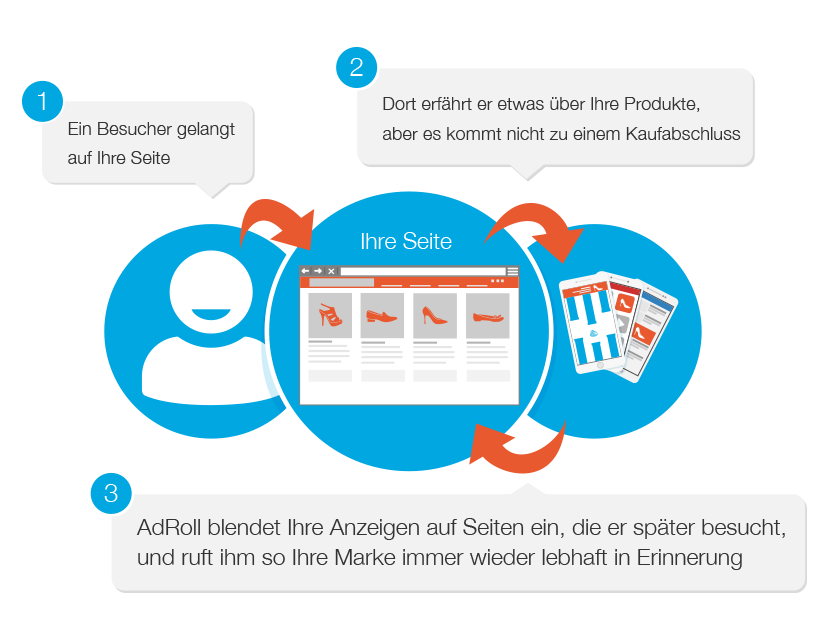 1
Ein Besucher gelangt
auf Ihre Seite
2
Dort erfährt er etwas über Ihre Produkte,
aber es kommt nicht zu einem Kaufabschluss
Ihre Seite
3
AdRoll blendet Ihre Anzeigen auf Seiten ein, die er später besucht,
und ruft ihm so Ihre Marke immer wieder lebhaft in Erinnerung